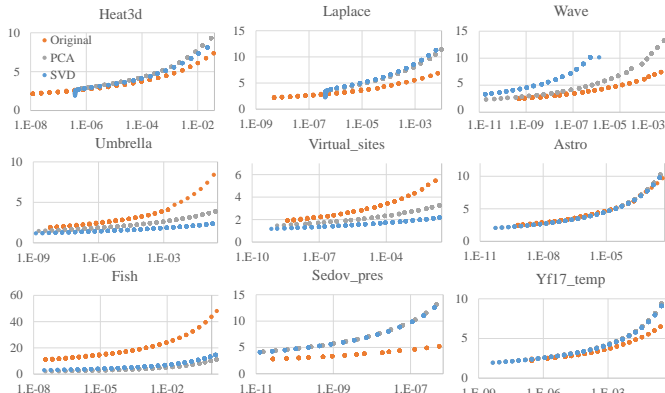 Heat3d
10
5
0
Original
PCA
SVD
1.E-08
1.E-06
1.E-04
1.E-02
Laplace
15
10
5
0
1.E-09
1.E-07
1.E-05
1.E-03
Wave
15
10
5
0
1.E-11
1.E-07
1.E-03
Umbrella
10
5
0
1.E-09
1.E-06
1.E-03
Virtual_sites
6
4
2
0
1.E-10
1.E-07
1.E-04
Astro
10
5
0
1.E-11
1.E-08
1.E-05
Fish
60
40
20
0
1.E-08
1.E-05
1.E-02
Sedov_pres
15
10
5
0
1.E-11
1.E-09
1.E-07
Yf17_temp
10
5
0
1.E-09
1.E-06
1.E-03